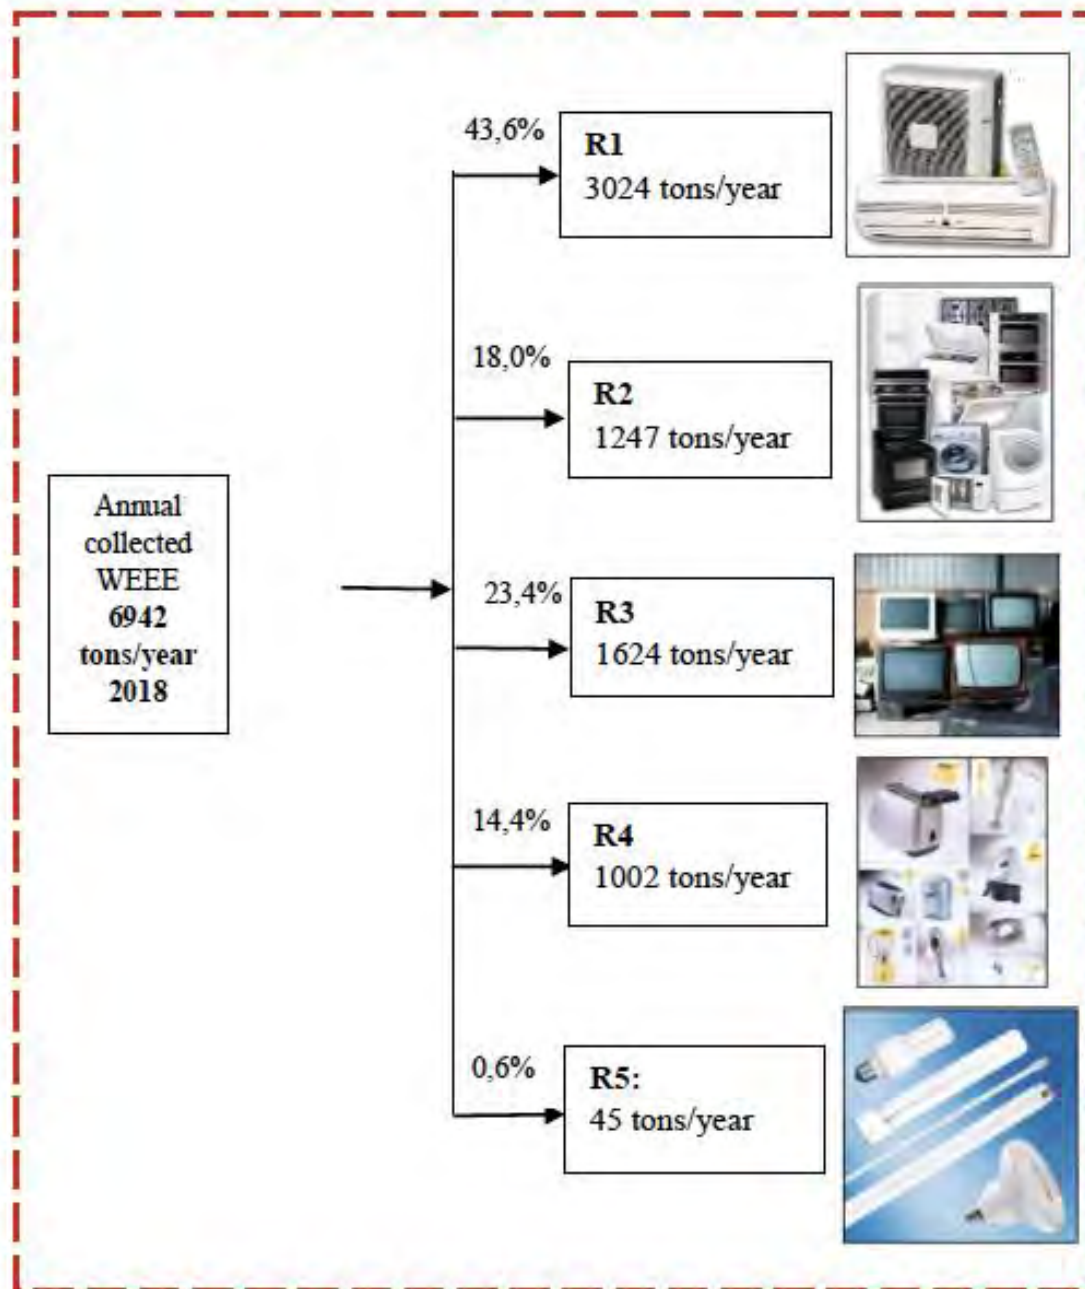 43,6%
R1
3024 tons/year
18,0%
R2
1247 tons/year
Annual
collected
WEEE
6942
tons/year
2018
23,4%
R3
1624 tons/year
14,4%
R4
1002 tons/year
0,6%
R5:
45 tons/year